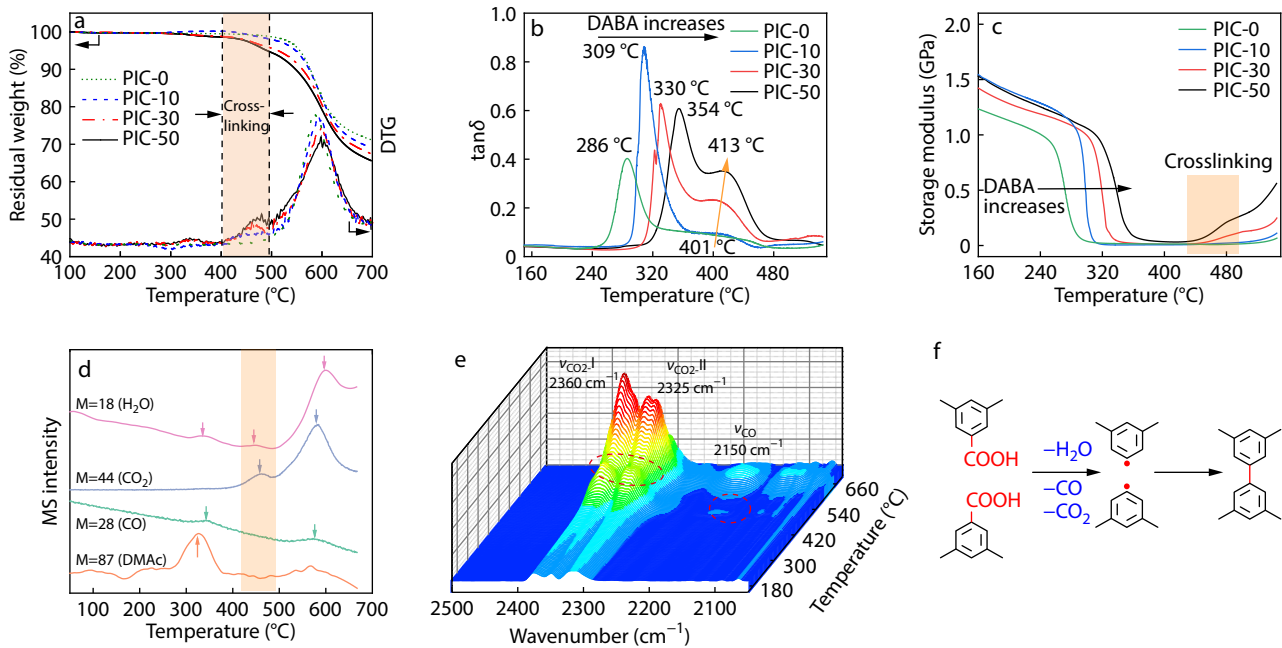 a
100
90
80
70
60
50
40
Residual weight (%)
PIC-0
PIC-10
PIC-30
PIC-50
Cross-
linking
DTG
100 200 300 400 500 600 700
Temperature (°C)
b
DABA increases
309 °C
330 °C
354 °C
286 °C
413 °C
401 °C
PIC-0
PIC-10
PIC-30
PIC-50
1.0
0.8
0.6
0.4
0.2
0
tanδ
160 240 320 400 480
Temperature (°C)
c
PIC-0
PIC-10
PIC-30
PIC-50
2.0
1.5
1.0
0.5
0
Storage modulus (GPa)
DABA
increases
Crosslinking
160 240 320 400 480
Temperature (°C)
d
M=18 (H₂O)
M=44 (CO₂)
M=28 (CO)
M=87 (DMAc)
MS intensity
100 200 300 400 500 600 700
Temperature (°C)
e
νCO2-I
2360 cm⁻¹
νCO2-II
2325 cm⁻¹
νCO
2150 cm⁻¹
660
540
420
300
180
Temperature (°C)
2500 2400 2300 2200 2100
Wavenumber (cm⁻¹)
f
COOH
COOH
−H₂O
−CO
−CO₂